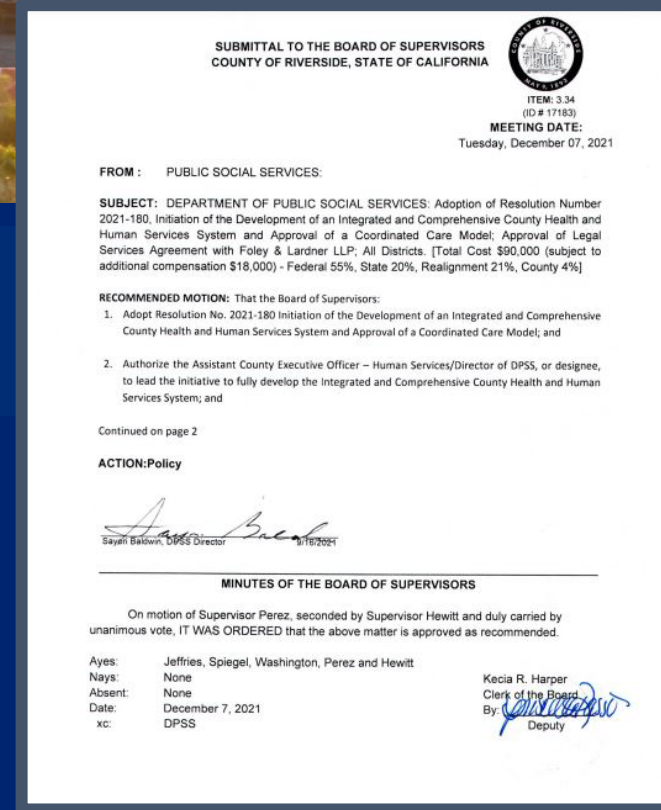 SUBMITTAL TO THE BOARD OF SUPERVISORS
COUNTY OF RIVERSIDE, STATE OF CALIFORNIA
COUNTY OF RIVERSIDE
MAY 9, 1893
ITEM: 3.34
(ID # 17183)
MEETING DATE:
Tuesday, December 07, 2021
FROM : PUBLIC SOCIAL SERVICES:
SUBJECT: DEPARTMENT OF PUBLIC SOCIAL SERVICES: Adoption of Resolution Number
2021-180, Initiation of the Development of an Integrated and Comprehensive County Health and
Human Services System and Approval of a Coordinated Care Model; Approval of Legal
Services Agreement with Foley & Lardner LLP; All Districts. [Total Cost $90,000 (subject to
additional compensation $18,000) - Federal 55%, State 20%, Realignment 21%, County 4%]
RECOMMENDED MOTION: That the Board of Supervisors:
1. Adopt Resolution No. 2021-180 Initiation of the Development of an Integrated and Comprehensive
County Health and Human Services System and Approval of a Coordinated Care Model; and
2. Authorize the Assistant County Executive Officer – Human Services/Director of DPSS, or designee,
to lead the initiative to fully develop the Integrated and Comprehensive County Health and Human
Services System; and
Continued on page 2
ACTION:Policy
Sayori Baldwin, DPSS Director 9/16/2021
MINUTES OF THE BOARD OF SUPERVISORS
On motion of Supervisor Perez, seconded by Supervisor Hewitt and duly carried by
unanimous vote, IT WAS ORDERED that the above matter is approved as recommended.
Ayes: Jeffries, Spiegel, Washington, Perez and Hewitt
Nays: None
Absent: None
Date: December 7, 2021
xc: DPSS
Kecia R. Harper
Clerk of the Board
By:
Deputy